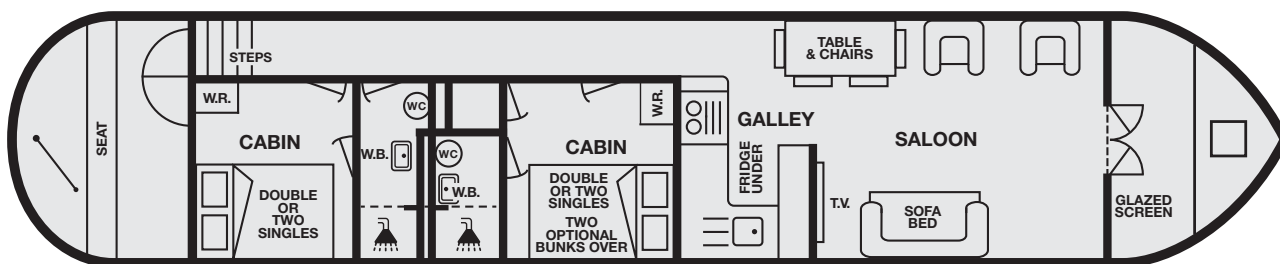 SEAT
STEPS
W.R.
CABIN
DOUBLE
OR
TWO
SINGLES
WC
W.B.
WC
W.B.
W.R.
CABIN
DOUBLE
OR TWO
SINGLES
TWO
OPTIONAL
BUNKS OVER
GALLEY
FRIDGE
UNDER
TABLE
& CHAIRS
SALOON
T.V.
SOFA
BED
GLAZED
SCREEN